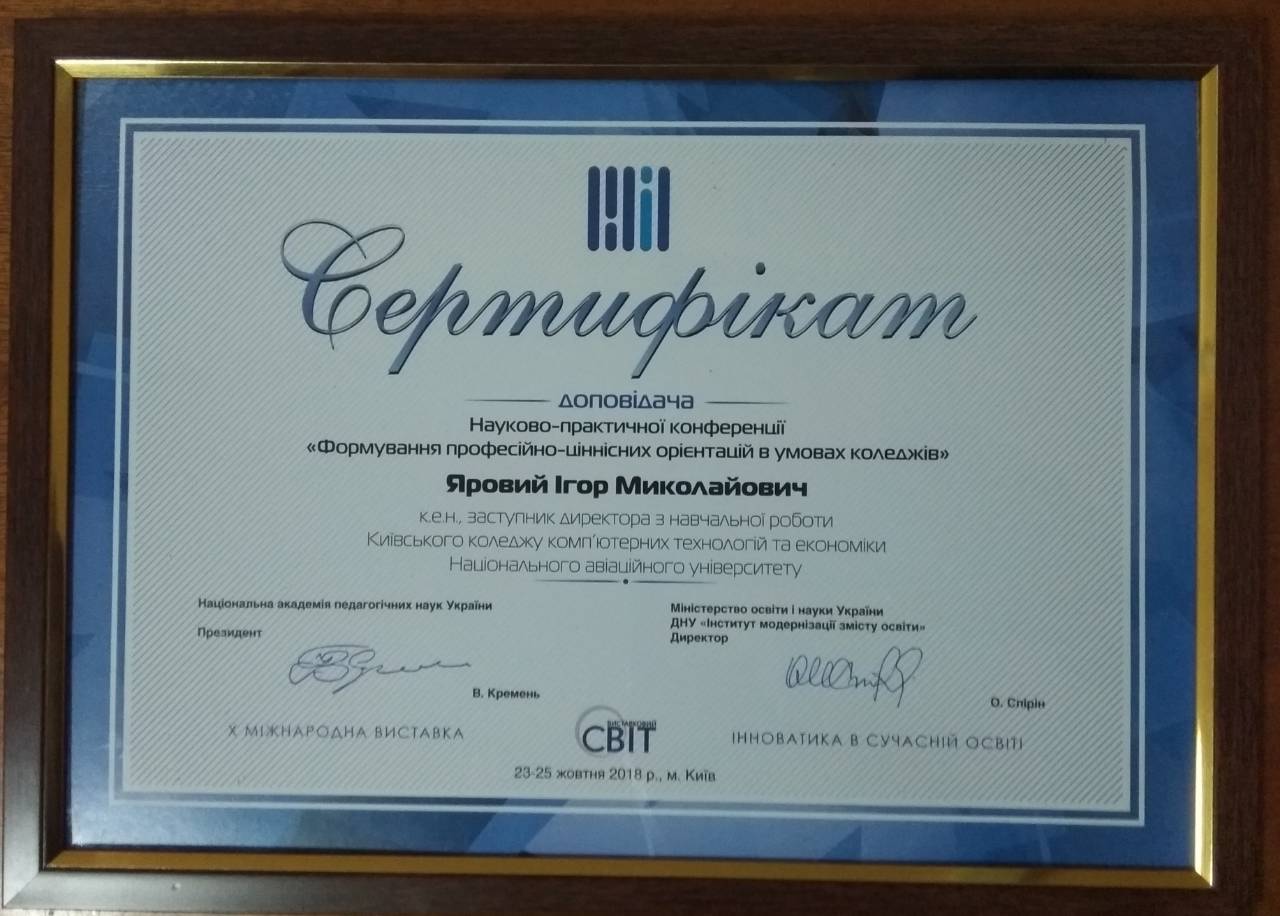 Сертифікат
доповідача
Науково-практичної конференції
«Формування професійно-ціннісних орієнтацій в умовах коледжів»
Яровий Ігор Миколайович
к.е.н., заступник директора з навчальної роботи
Київського коледжу комп'ютерних технологій та економіки
Національного авіаційного університету
Національна академія педагогічних наук України
Президент
В. Кремень
Міністерство освіти і науки України
ДНУ «Інститут модернізації змісту освіти»
Директор
О. Спірін
Х МІЖНАРОДНА ВИСТАВКА
ВИСТАВКОВИЙ
СВІТ
ІННОВАТИКА В СУЧАСНІЙ ОСВІТІ
23-25 жовтня 2018 р., м. Київ